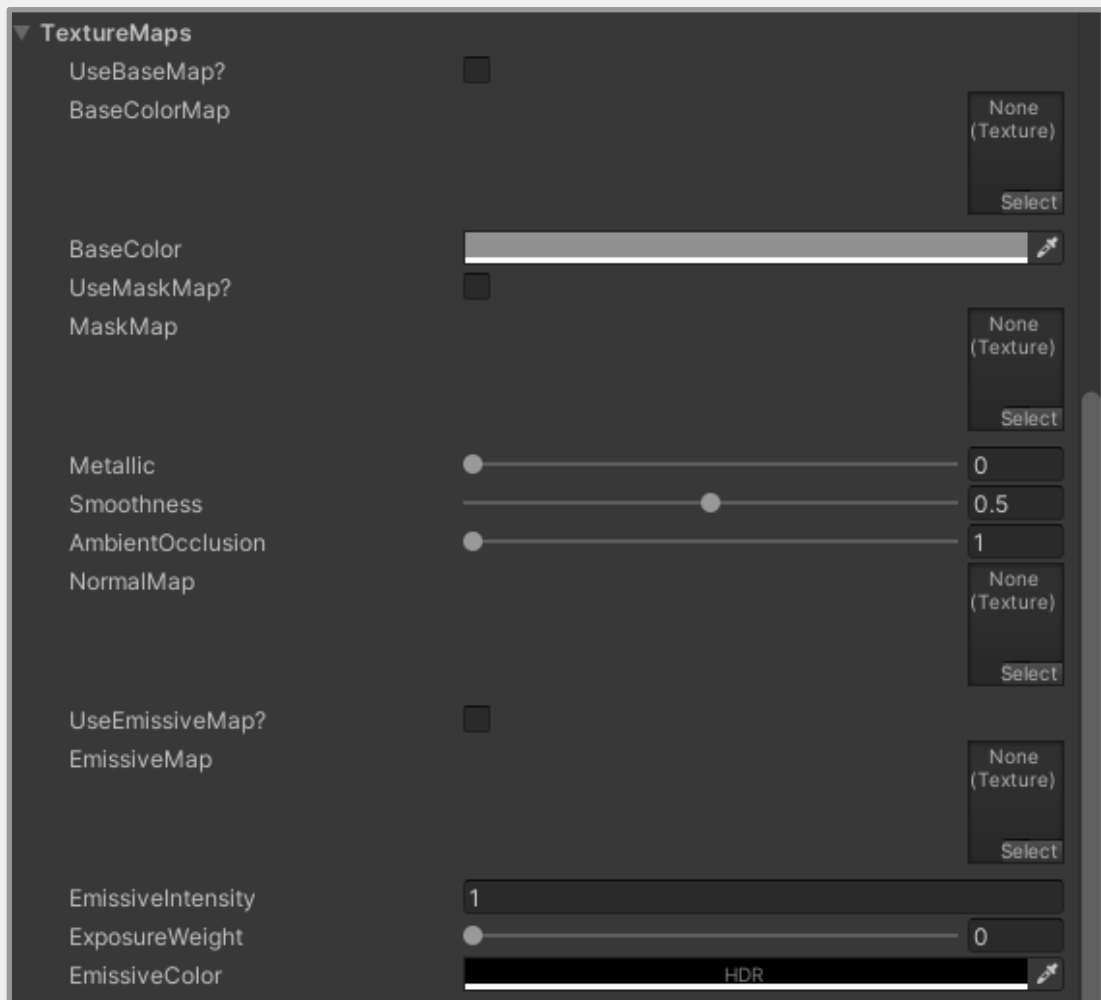 TextureMaps
UseBaseMap?
BaseColorMap
None
(Texture)
Select
BaseColor
UseMaskMap?
MaskMap
None
(Texture)
Select
Metallic 0
Smoothness 0.5
AmbientOcclusion 1
NormalMap
None
(Texture)
Select
UseEmissiveMap?
EmissiveMap
None
(Texture)
Select
EmissiveIntensity 1
ExposureWeight 0
EmissiveColor HDR